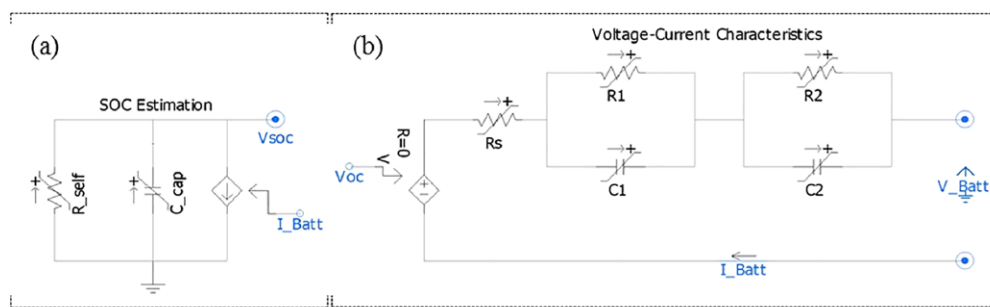 (a)
SOC Estimation
Vsoc
R_self
C_cap
I_Batt
(b)
Voltage-Current Characteristics
R1
R2
Rs
C1
C2
R=0
V
Voc
V_Batt
I_Batt